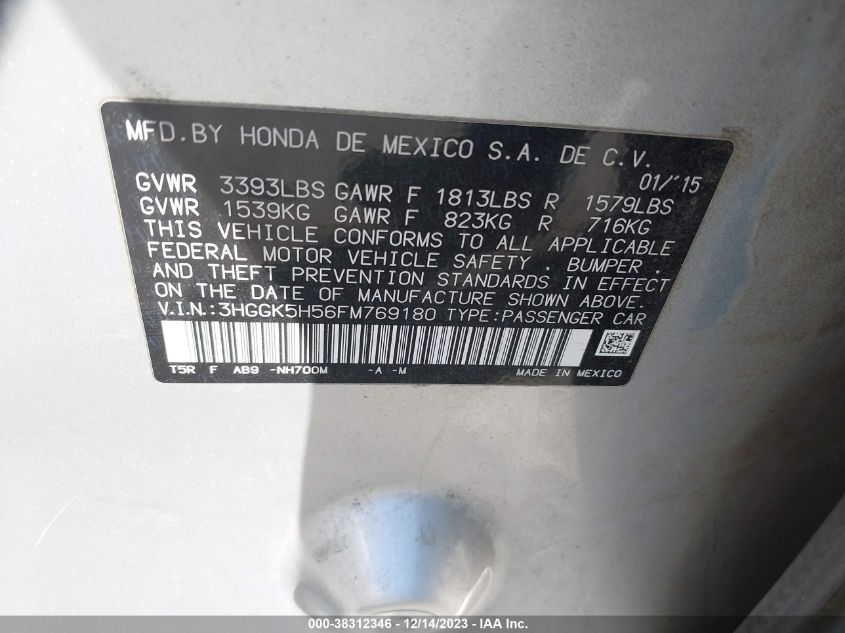 MFD.BY HONDA DE MEXICO S.A. DE C.V.
01/'15
GVWR 3393LBS GAWR F 1813LBS R 1579LBS
GVWR 1539KG GAWR F 823KG R 716KG
THIS VEHICLE CONFORMS TO ALL APPLICABLE
FEDERAL MOTOR VEHICLE SAFETY , BUMPER ,
AND THEFT PREVENTION STANDARDS IN EFFECT
ON THE DATE OF MANUFACTURE SHOWN ABOVE.
V.I.N.:3HGGK5H56FM769180 TYPE:PASSENGER CAR
T5R F AB9 -NH700M -A -M MADE IN MEXICO
000-38312346 - 12/14/2023 - IAA Inc.